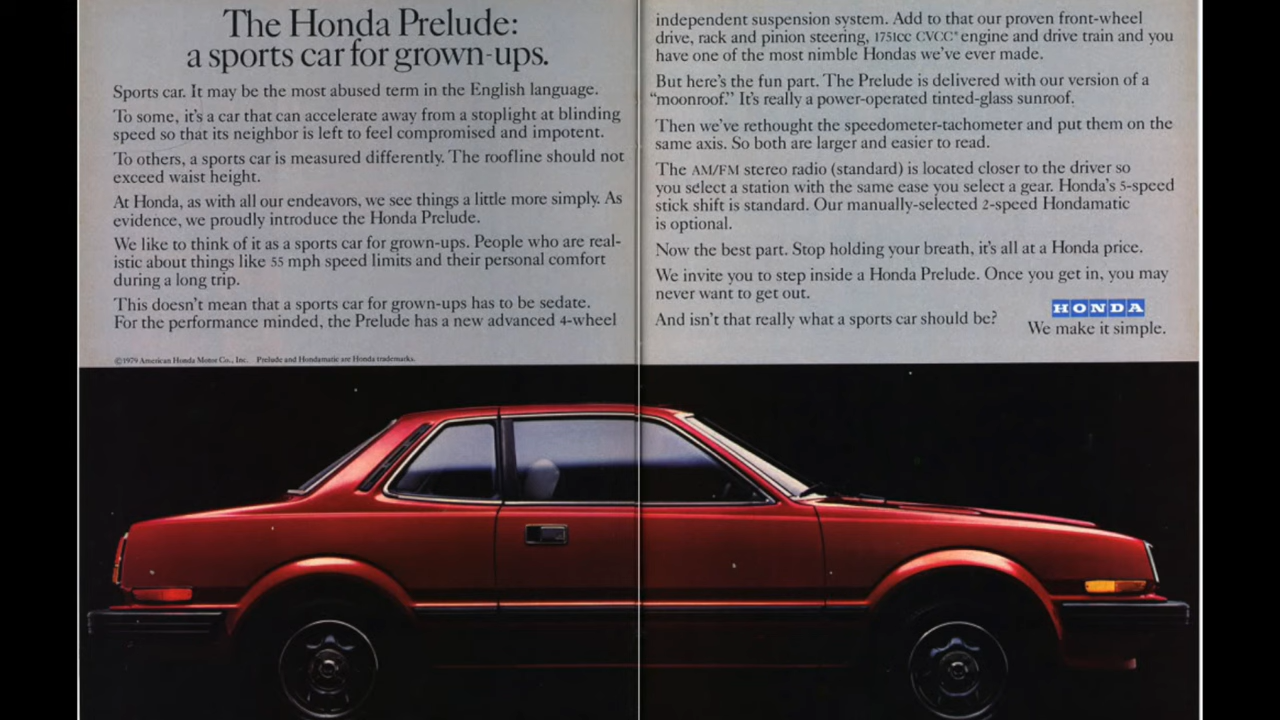 The Honda Prelude:
a sports car for grown-ups.
Sports car. It may be the most abused term in the English language.
To some, it's a car that can accelerate away from a stoplight at blinding
speed so that its neighbor is left to feel compromised and impotent.
To others, a sports car is measured differently. The roofline should not
exceed waist height.
At Honda, as with all our endeavors, we see things a little more simply. As
evidence, we proudly introduce the Honda Prelude.
We like to think of it as a sports car for grown-ups. People who are real-
istic about things like 55 mph speed limits and their personal comfort
during a long trip.
This doesn't mean that a sports car for grown-ups has to be sedate.
For the performance minded, the Prelude has a new advanced 4-wheel
©1979 American Honda Motor Co., Inc. Prelude and Hondamatic are Honda trademarks.
independent suspension system. Add to that our proven front-wheel
drive, rack and pinion steering, 1751cc CVCC® engine and drive train and you
have one of the most nimble Hondas we've ever made.
But here's the fun part. The Prelude is delivered with our version of a
“moonroof.” It's really a power-operated tinted-glass sunroof.
Then we've rethought the speedometer-tachometer and put them on the
same axis. So both are larger and easier to read.
The AM/FM stereo radio (standard) is located closer to the driver so
you select a station with the same ease you select a gear. Honda's 5-speed
stick shift is standard. Our manually-selected 2-speed Hondamatic
is optional.
Now the best part. Stop holding your breath, it's all at a Honda price.
We invite you to step inside a Honda Prelude. Once you get in, you may
never want to get out.
And isn't that really what a sports car should be?
HONDA
We make it simple.